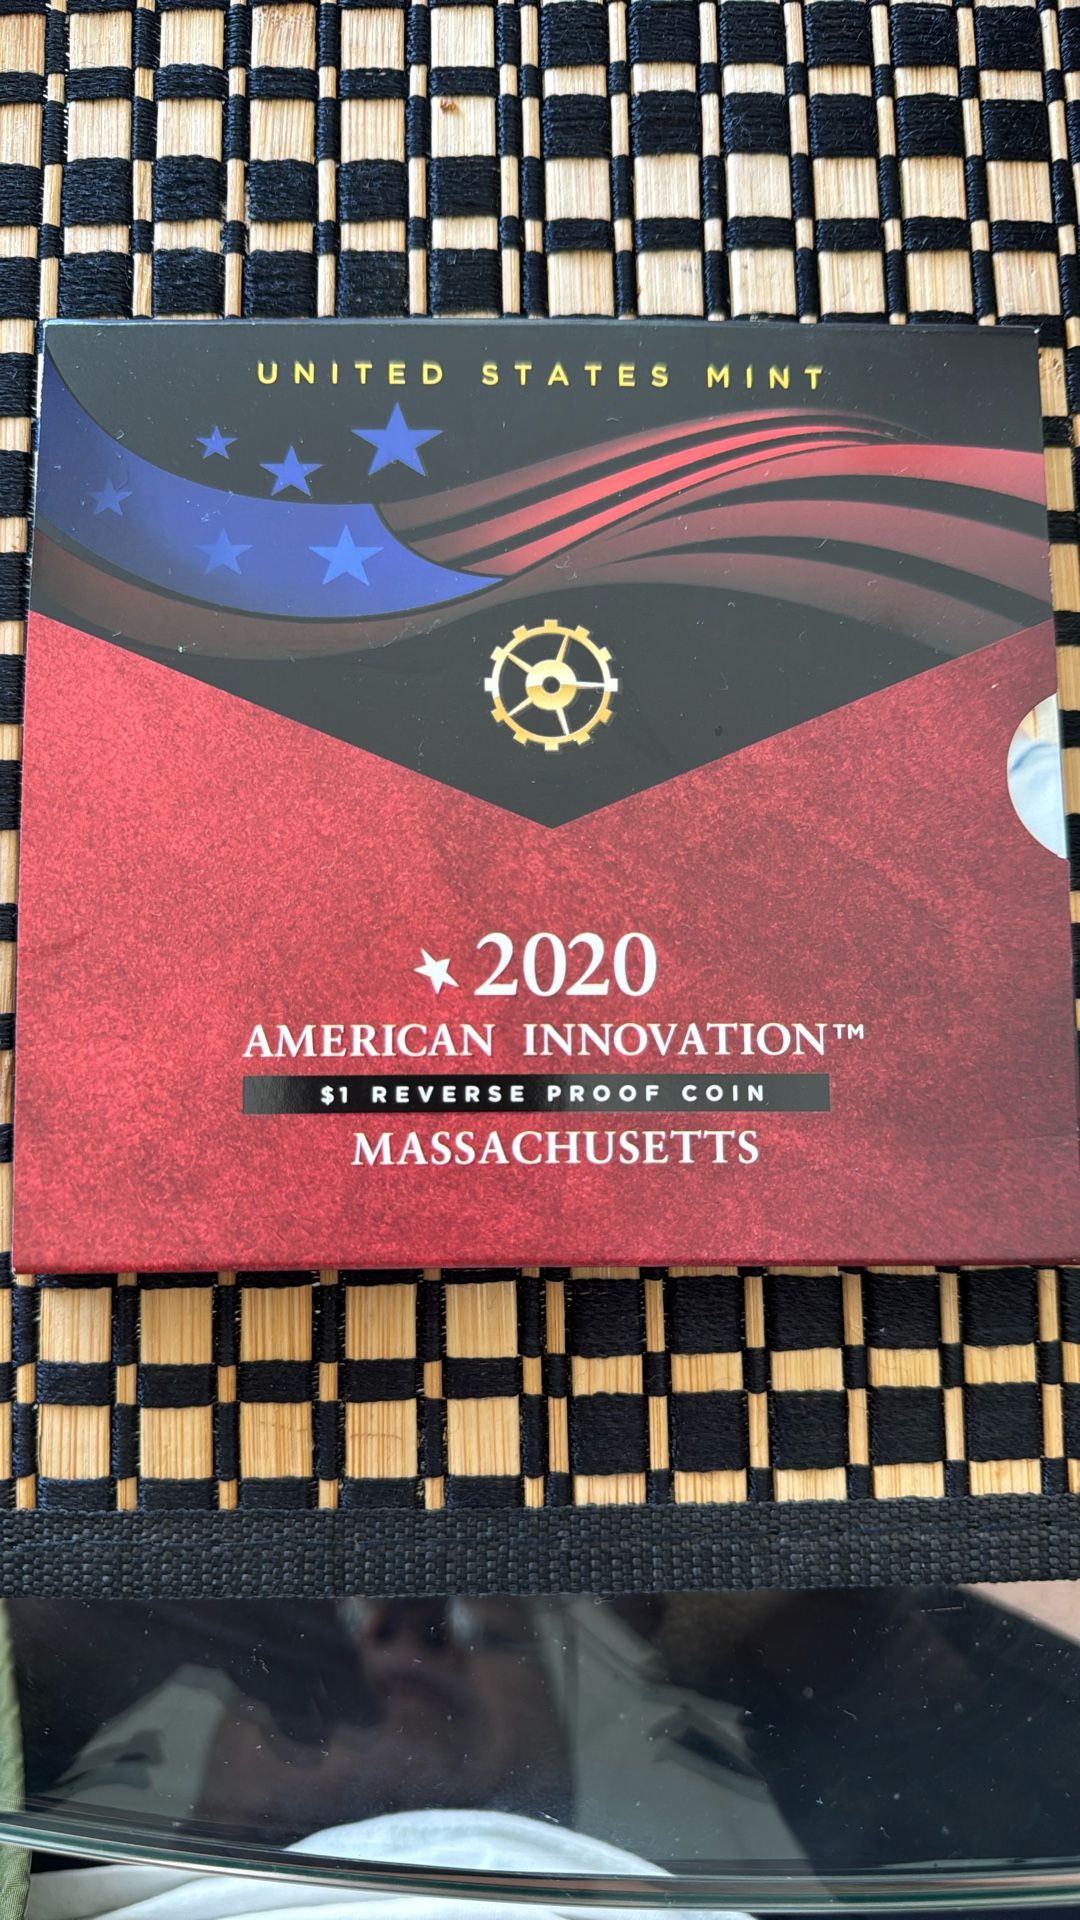 UNITED STATES MINT
2020
AMERICAN INNOVATION™
$1 REVERSE PROOF COIN
MASSACHUSETTS